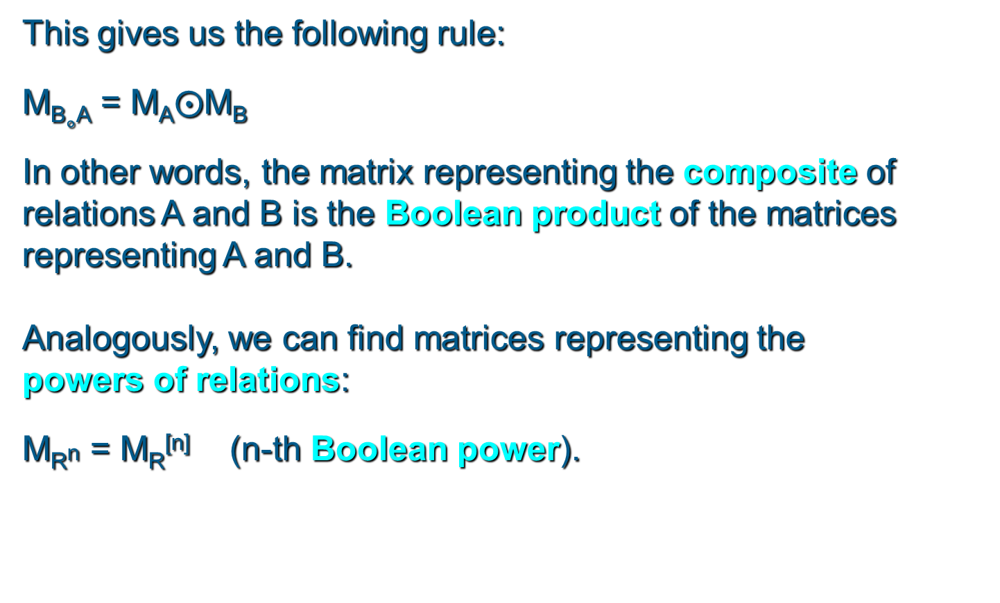 This gives us the following rule:
M_{B∘A} = M_A⊙M_B
In other words, the matrix representing the composite of
relations A and B is the Boolean product of the matrices
representing A and B.
Analogously, we can find matrices representing the
powers of relations:
M_{Rⁿ} = M_R^{[n]} (n-th Boolean power).